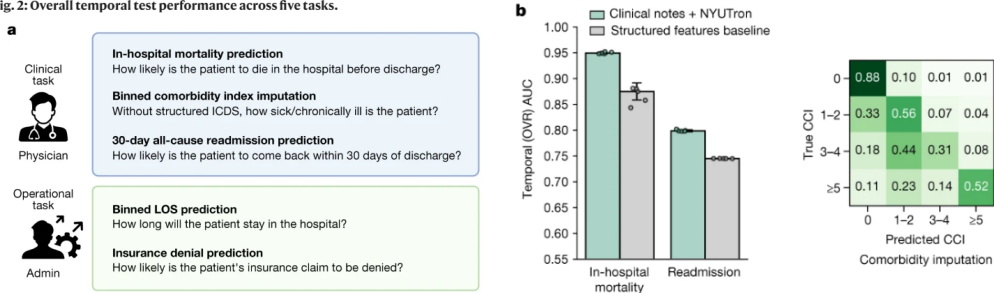 ig. 2: Overall temporal test performance across five tasks.
a
Clinical
task
Physician
In-hospital mortality prediction
How likely is the patient to die in the hospital before discharge?
Binned comorbidity index imputation
Without structured ICDS, how sick/chronically ill is the patient?
30-day all-cause readmission prediction
How likely is the patient to come back within 30 days of discharge?
Operational
task
Admin
Binned LOS prediction
How long will the patient stay in the hospital?
Insurance denial prediction
How likely is the patient's insurance claim to be denied?
b
Clinical notes + NYUTron
Structured features baseline
Temporal (OVR) AUC
1.00
0.95
0.90
0.85
0.80
0.75
0.70
0.65
0.60
0.55
In-hospital
mortality
Readmission
True CCI
0 0.88 0.10 0.01 0.01
1–2 0.33 0.56 0.07 0.04
3–4 0.18 0.44 0.31 0.08
≥5 0.11 0.23 0.14 0.52
0 1–2 3–4 ≥5
Predicted CCI
Comorbidity imputation